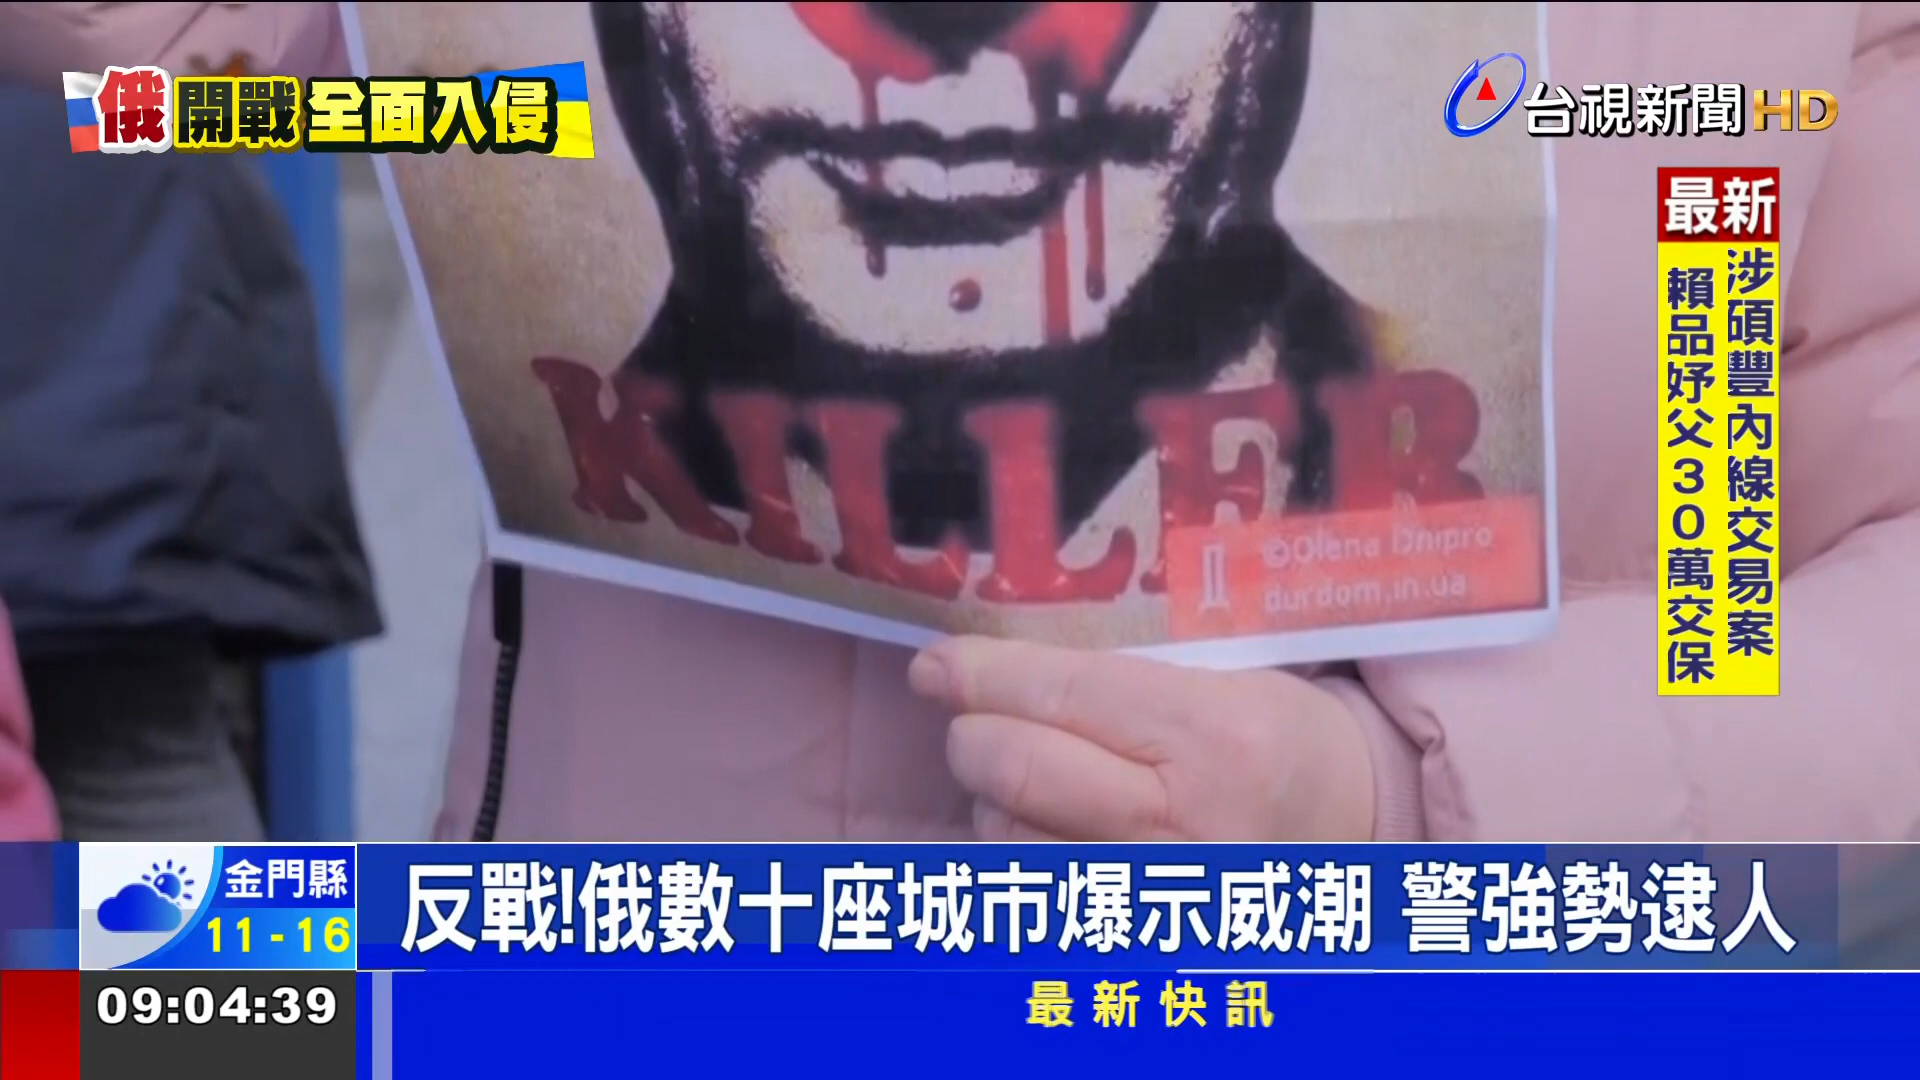 俄開戰全面入侵
台視新聞HD
最新
涉碩豐內線交易案
賴品妤父30萬交保
KILLER
©Olena Dnipro
durdom.in.ua
金門縣
11-16
反戰!俄數十座城市爆示威潮 警強勢逮人
09:04:39
最新快訊